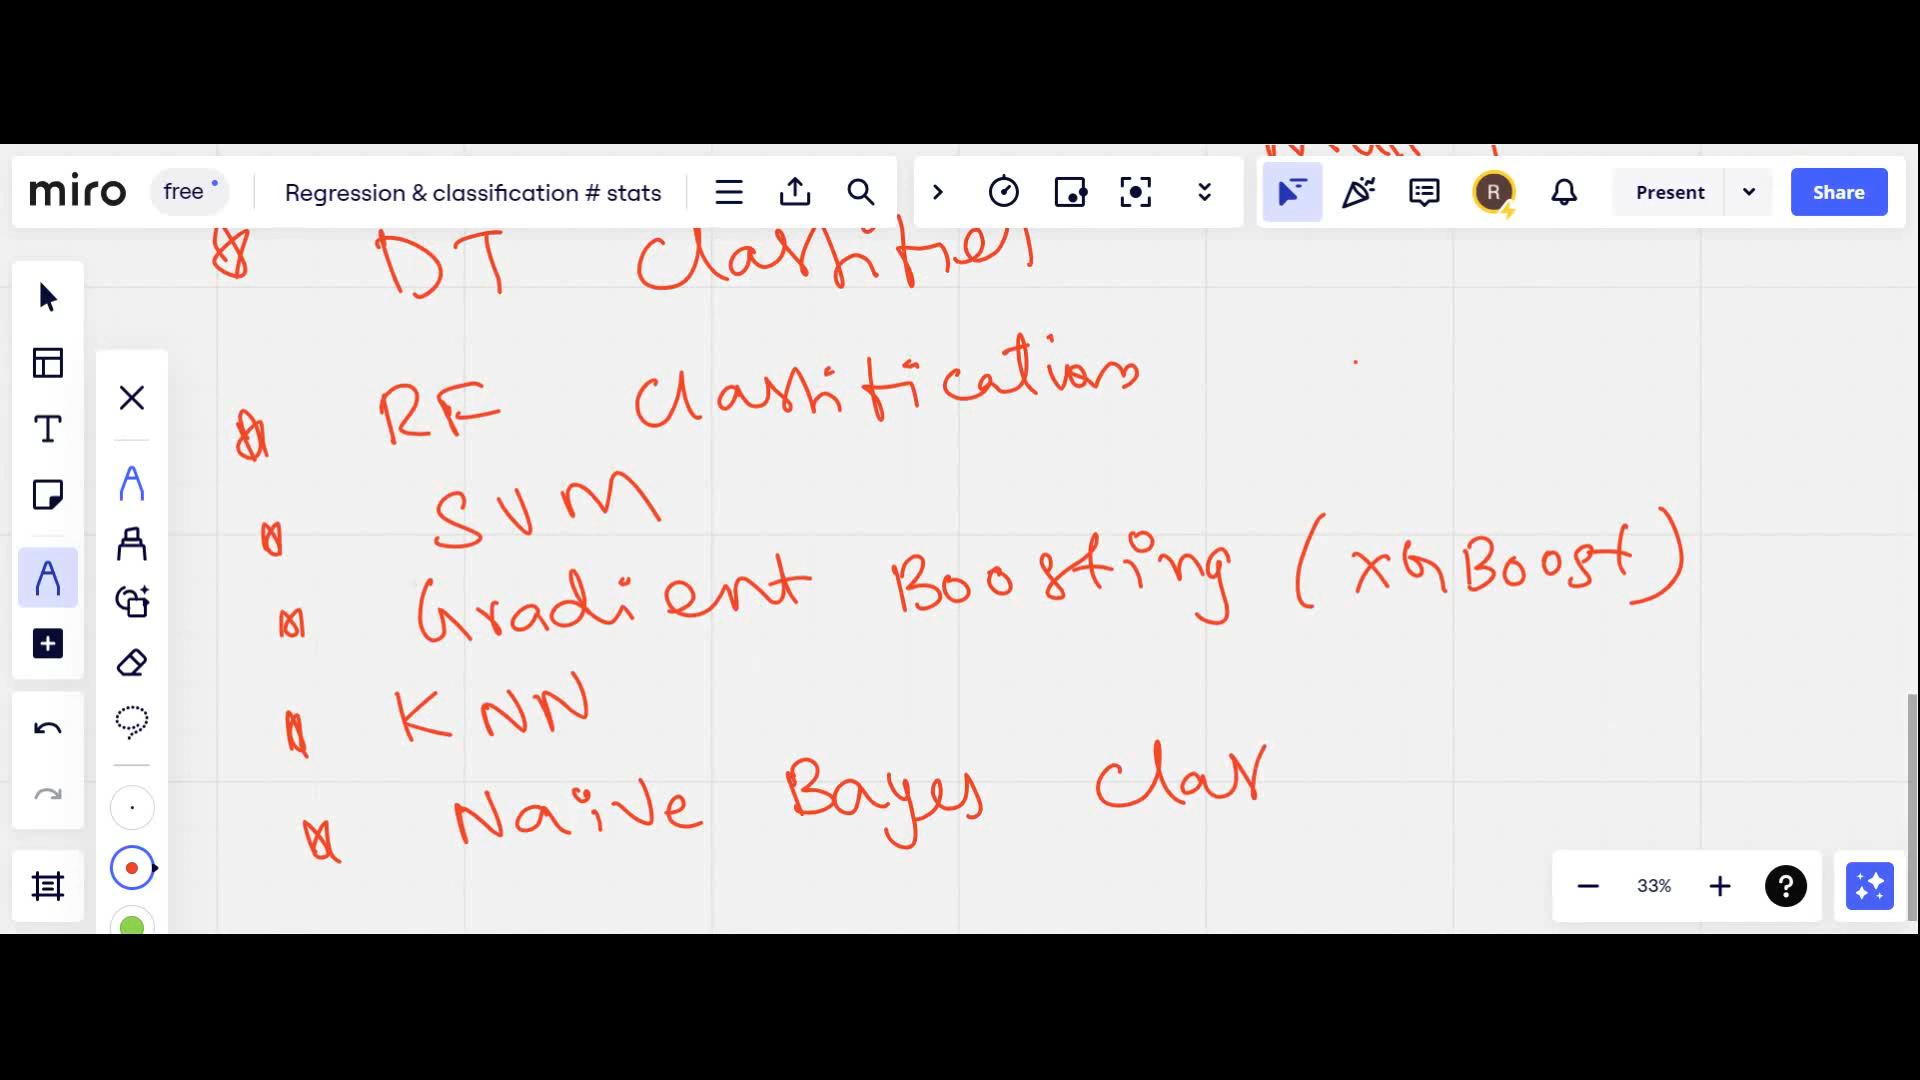 miro free Regression & classification # stats Present Share
R
DT Classifier
RF Classification
SVM
Gradient Boosting (XGBoost)
KNN
Naive Bayes Clas
33%